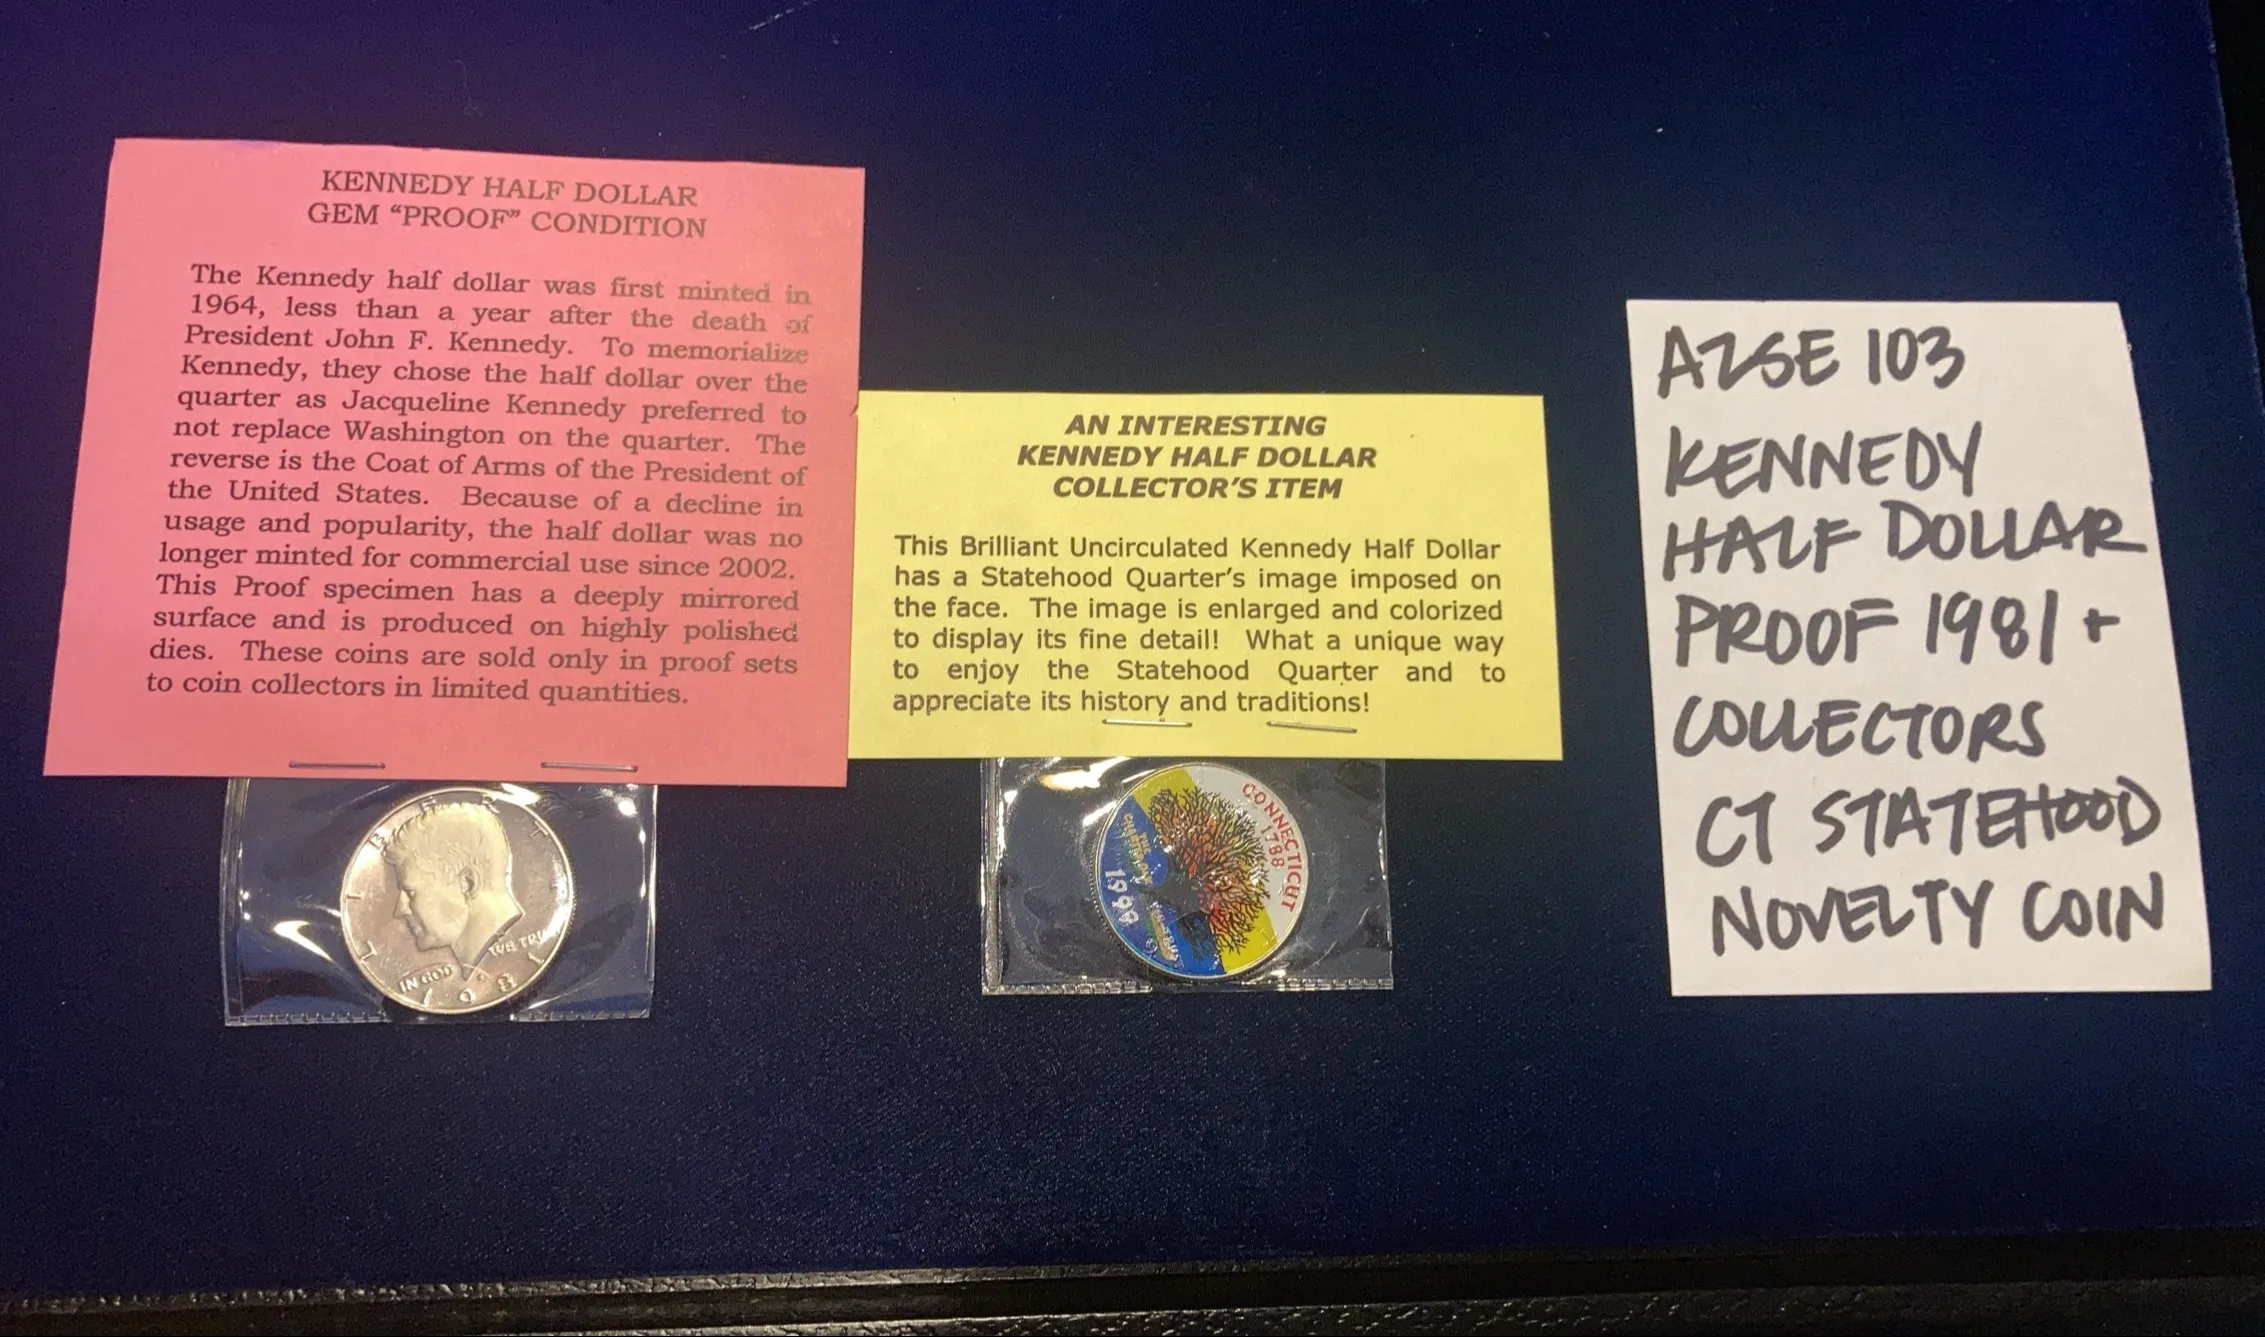 KENNEDY HALF DOLLAR
GEM “PROOF” CONDITION
The Kennedy half dollar was first minted in
1964, less than a year after the death of
President John F. Kennedy. To memorialize
Kennedy, they chose the half dollar over the
quarter as Jacqueline Kennedy preferred to
not replace Washington on the quarter. The
reverse is the Coat of Arms of the President of
the United States. Because of a decline in
usage and popularity, the half dollar was no
longer minted for commercial use since 2002.
This Proof specimen has a deeply mirrored
surface and is produced on highly polished
dies. These coins are sold only in proof sets
to coin collectors in limited quantities.
LIBERTY
IN GOD WE TRU
1981
AN INTERESTING
KENNEDY HALF DOLLAR
COLLECTOR’S ITEM
This Brilliant Uncirculated Kennedy Half Dollar
has a Statehood Quarter’s image imposed on
the face. The image is enlarged and colorized
to display its fine detail! What a unique way
to enjoy the Statehood Quarter and to
appreciate its history and traditions!
CONNECTICUT
1788
THE
CHARTER OAK
1999
AZSE 103
KENNEDY
HALF DOLLAR
PROOF 1981 +
COLLECTORS
CT STATEHOOD
NOVELTY COIN